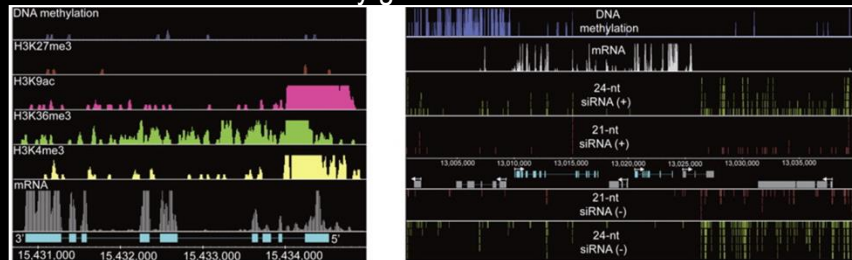 DNA methylation
H3K27me3
H3K9ac
H3K36me3
H3K4me3
mRNA
3' 5'
15,431,000 15,432,000 15,433,000 15,434,000
DNA
methylation
mRNA
24-nt
siRNA (+)
21-nt
siRNA (+)
13,005,000 13,010,000 13,015,000 13,020,000 13,025,000 13,030,000 13,035,000
21-nt
siRNA (-)
24-nt
siRNA (-)